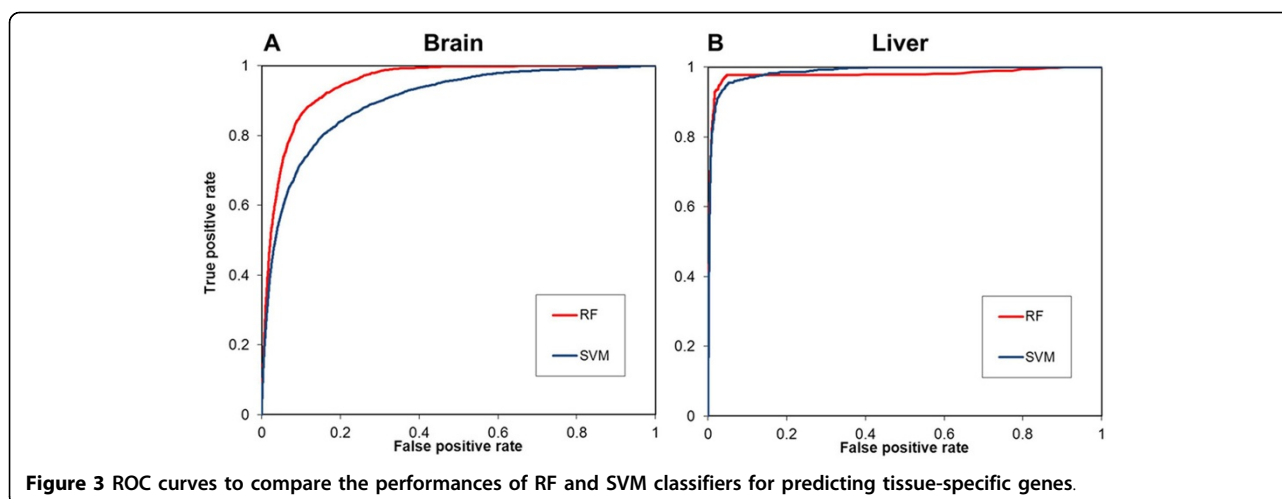 A Brain
B Liver
True positive rate
1
0.8
0.6
0.4
0.2
0
RF
SVM
0 0.2 0.4 0.6 0.8 1
False positive rate
1
0.8
0.6
0.4
0.2
0
RF
SVM
0 0.2 0.4 0.6 0.8 1
False positive rate
Figure 3 ROC curves to compare the performances of RF and SVM classifiers for predicting tissue-specific genes.